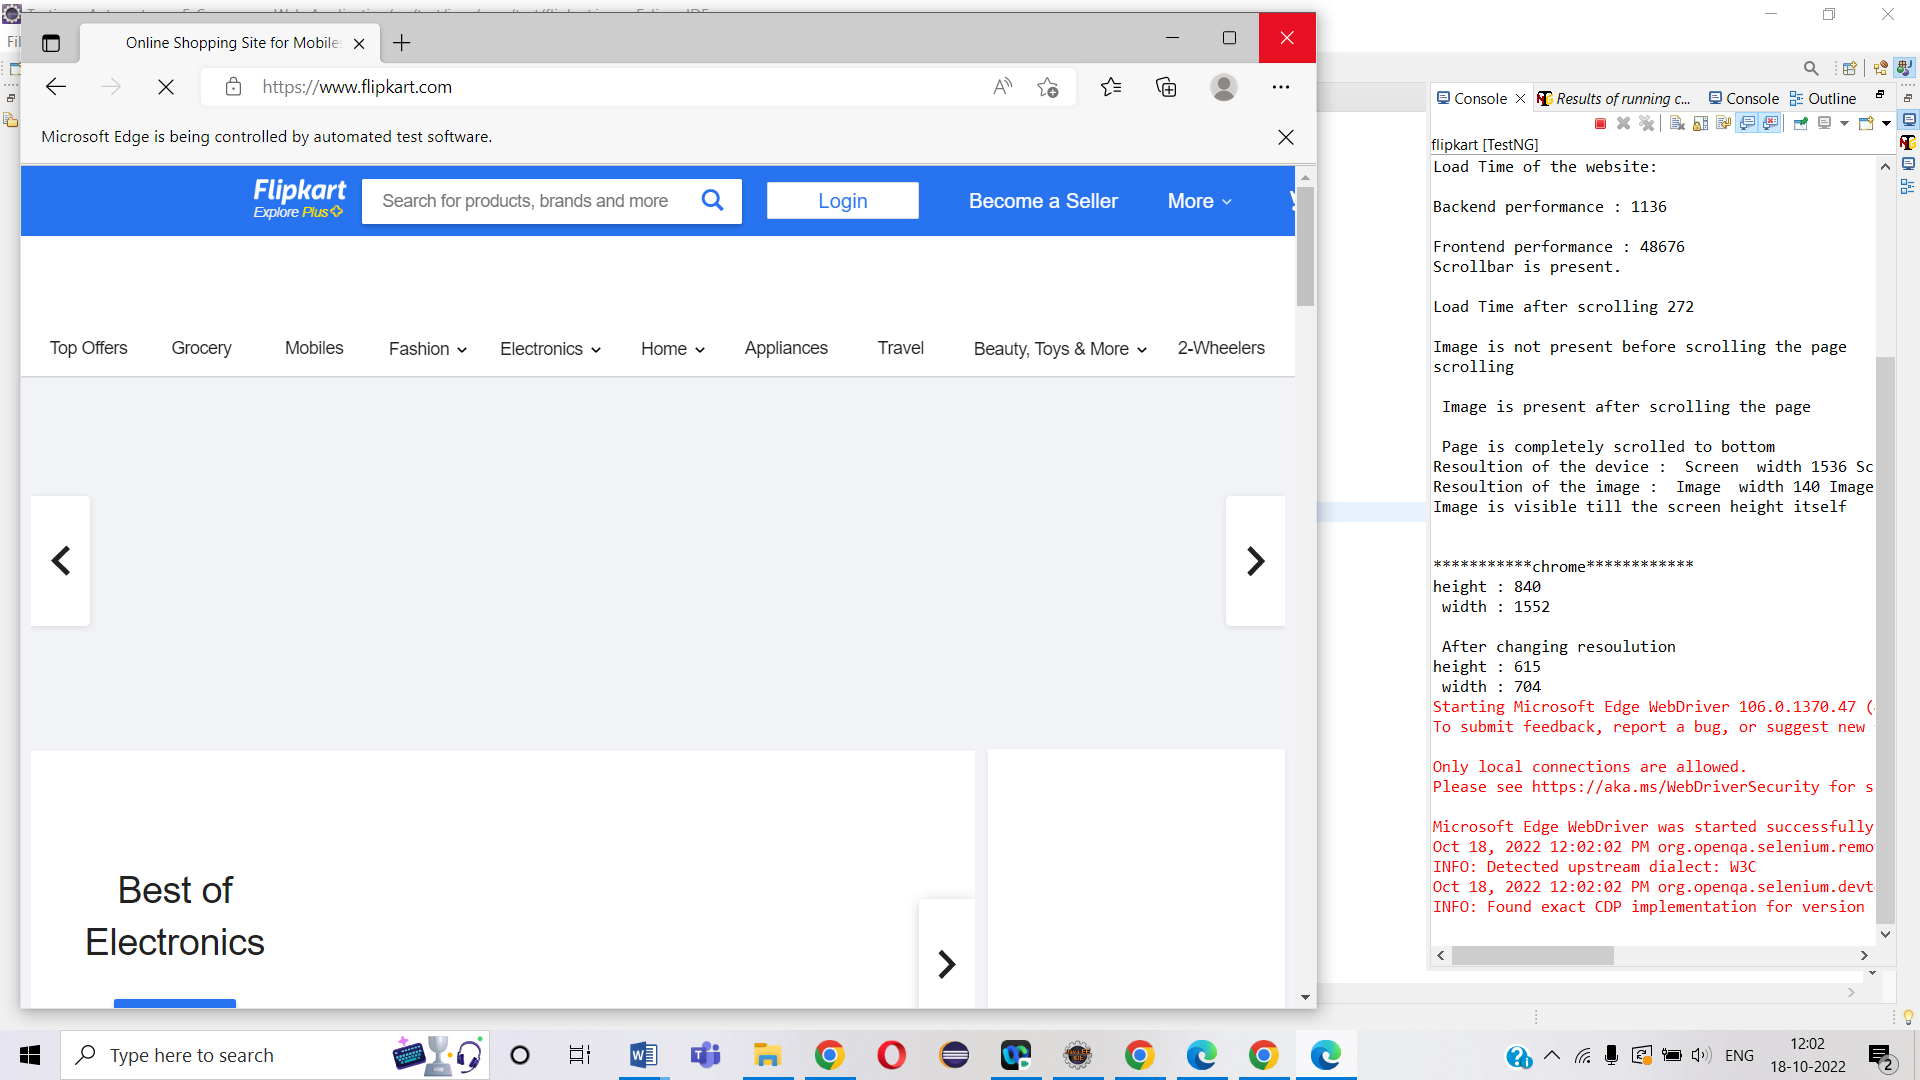 Online Shopping Site for Mobile
https://www.flipkart.com
Microsoft Edge is being controlled by automated test software.
Flipkart
Explore Plus
Search for products, brands and more
Login
Become a Seller
More
Top Offers
Grocery
Mobiles
Fashion
Electronics
Home
Appliances
Travel
Beauty, Toys & More
2-Wheelers
Best of
Electronics
Console
Results of running c...
Console
Outline
flipkart [TestNG]
Load Time of the website:
Backend performance : 1136
Frontend performance : 48676
Scrollbar is present.
Load Time after scrolling 272
Image is not present before scrolling the page
scrolling
Image is present after scrolling the page
Page is completely scrolled to bottom
Resoultion of the device :  Screen  width 1536 Sc
Resoultion of the image :  Image  width 140 Image
Image is visible till the screen height itself
***********chrome************
height : 840
width : 1552
After changing resoulution
height : 615
width : 704
Starting Microsoft Edge WebDriver 106.0.1370.47 (
To submit feedback, report a bug, or suggest new
Only local connections are allowed.
Please see https://aka.ms/WebDriverSecurity for s
Microsoft Edge WebDriver was started successfully
Oct 18, 2022 12:02:02 PM org.openqa.selenium.remo
INFO: Detected upstream dialect: W3C
Oct 18, 2022 12:02:02 PM org.openqa.selenium.devt
INFO: Found exact CDP implementation for version
Type here to search
ENG
12:02
18-10-2022
2